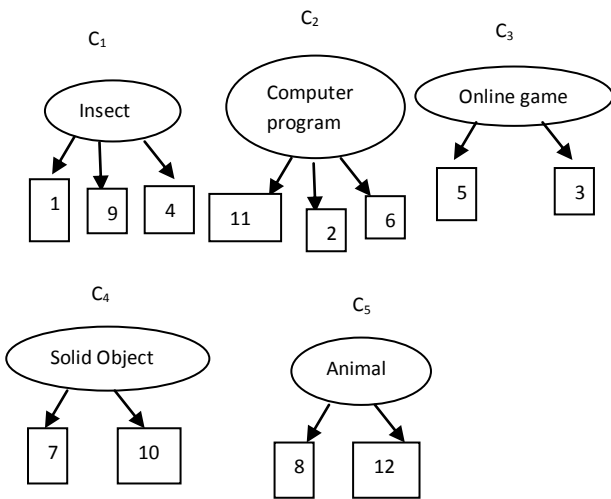 C₁
C₂
C₃
Insect
Computer
program
Online game
1
9
4
11
2
6
5
3
C₄
C₅
Solid Object
Animal
7
10
8
12